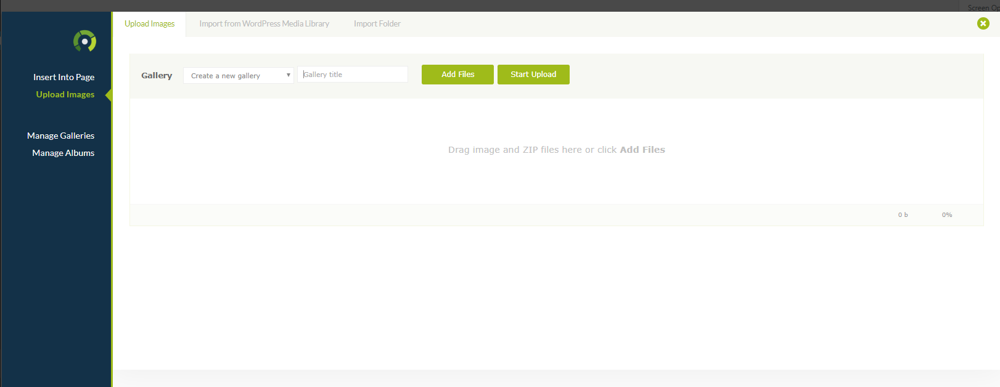 Screen Op
Upload Images
Import from WordPress Media Library
Import Folder
Insert Into Page
Upload Images
Manage Galleries
Manage Albums
Gallery
Create a new gallery
Gallery title
Add Files
Start Upload
Drag image and ZIP files here or click Add Files
0 b
0%